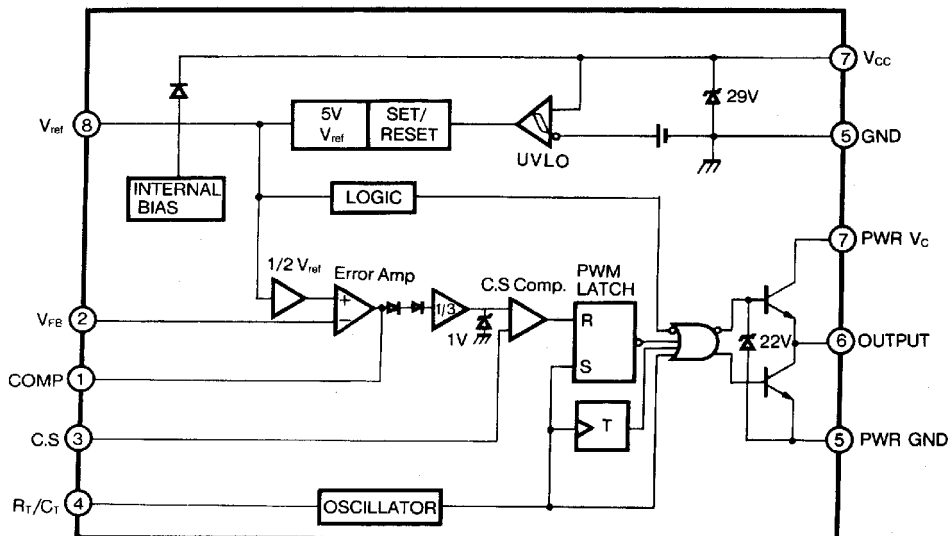 7 Vcc
29V
8 Vref
5V
Vref
SET/
RESET
UVLO
5 GND
INTERNAL
BIAS
LOGIC
7 PWR Vc
1/2 Vref
Error Amp
C.S Comp.
PWM
LATCH
+
−
1/3
1V
R
S
22V
2 VFB
6 OUTPUT
COMP 1
T
C.S 3
5 PWR GND
RT/CT 4
OSCILLATOR